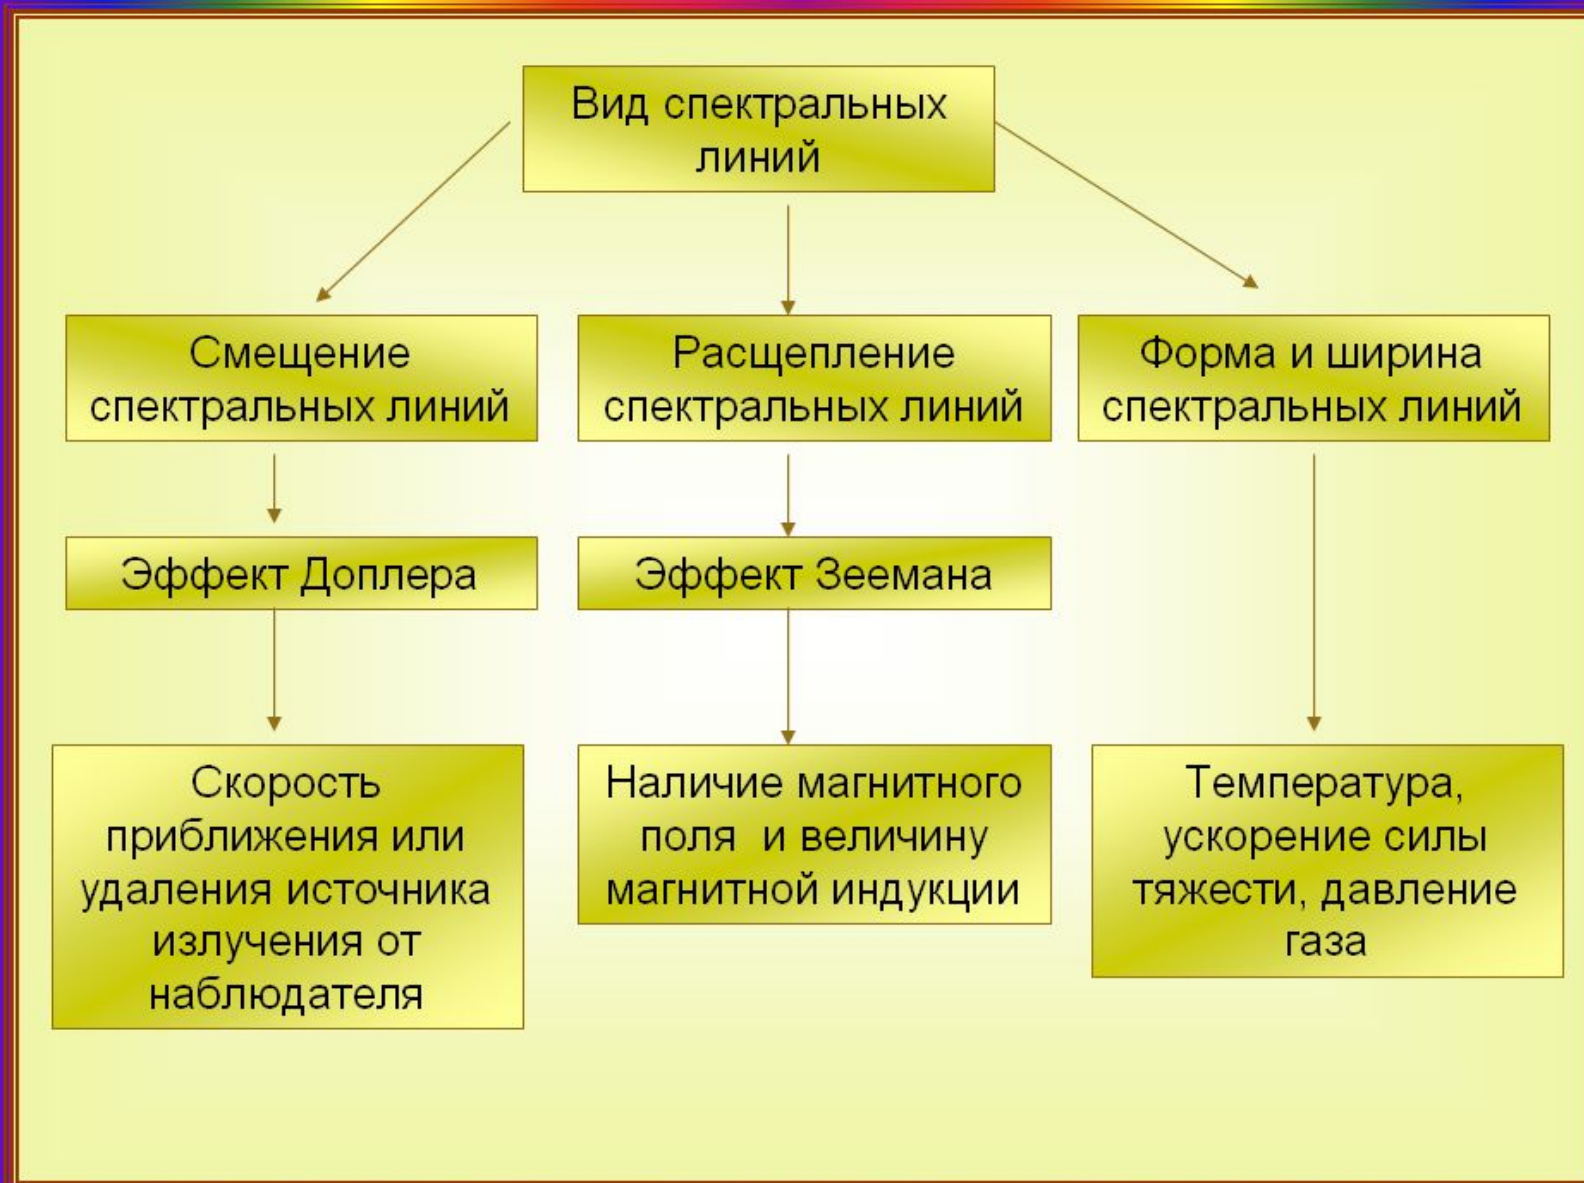 Вид спектральных
линий
Смещение
спектральных линий
Расщепление
спектральных линий
Форма и ширина
спектральных линий
Эффект Доплера
Эффект Зеемана
Скорость
приближения или
удаления источника
излучения от
наблюдателя
Наличие магнитного
поля и величину
магнитной индукции
Температура,
ускорение силы
тяжести, давление
газа